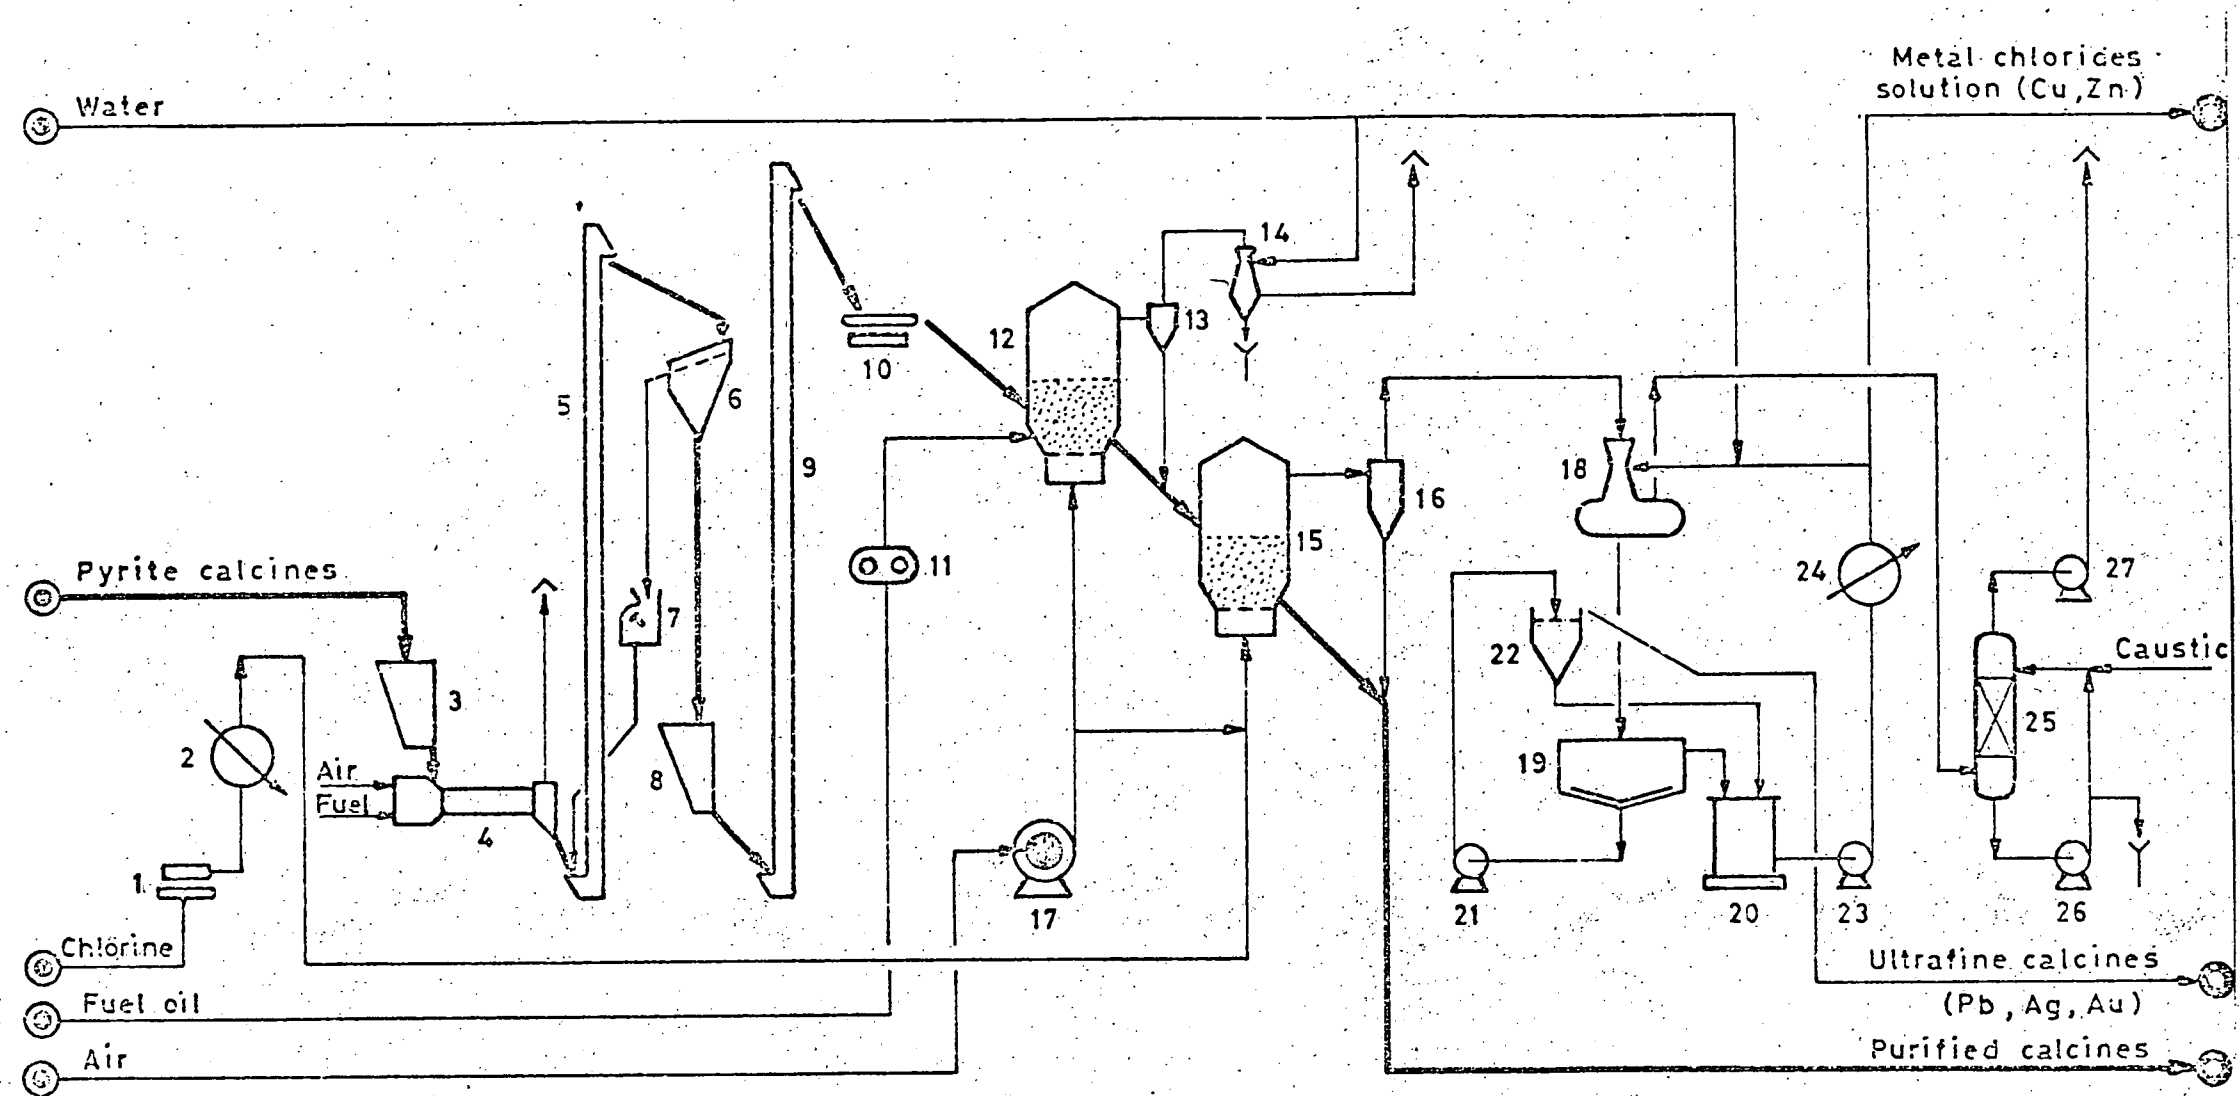 Metal chlorides
solution (Cu,Zn)
Water
14
12
13
10
6
5
9
18
16
15
11
Pyrite calcines
24
27
7
22
Caustic
3
25
2
19
8
Air
Fuel
4
1
17
21
20
23
26
Chlorine
Ultrafine calcines
Fuel oil
(Pb, Ag, Au)
Air
Purified calcines